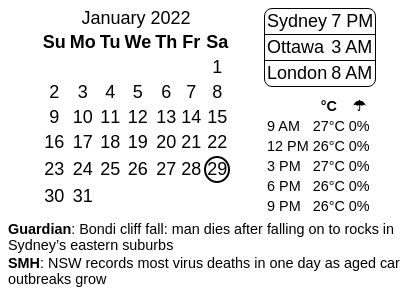 January 2022
Su Mo Tu We Th Fr Sa
1
2 3 4 5 6 7 8
9 10 11 12 13 14 15
16 17 18 19 20 21 22
23 24 25 26 27 28 29
30 31
Sydney 7 PM
Ottawa 3 AM
London 8 AM
°C ☂
9 AM 27°C 0%
12 PM 26°C 0%
3 PM 27°C 0%
6 PM 26°C 0%
9 PM 26°C 0%
Guardian: Bondi cliff fall: man dies after falling on to rocks in
Sydney’s eastern suburbs
SMH: NSW records most virus deaths in one day as aged car
outbreaks grow